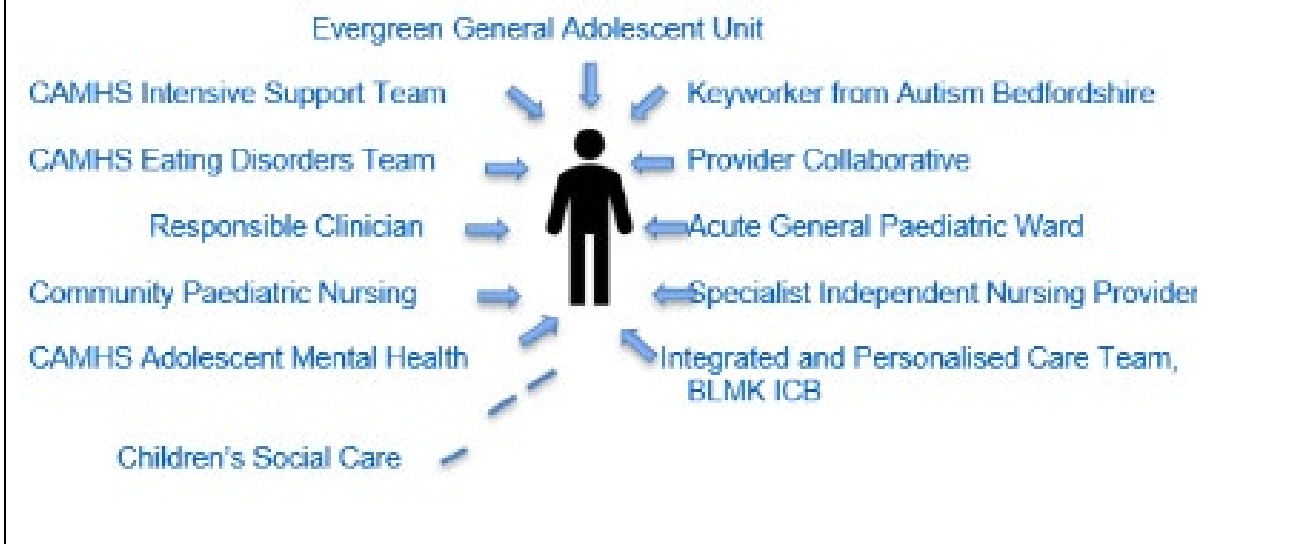 Evergreen General Adolescent Unit
CAMHS Intensive Support Team
Keyworker from Autism Bedfordshire
CAMHS Eating Disorders Team
Provider Collaborative
Responsible Clinician
Acute General Paediatric Ward
Community Paediatric Nursing
Specialist Independent Nursing Provider
CAMHS Adolescent Mental Health
Integrated and Personalised Care Team,
BLMK ICB
Children's Social Care